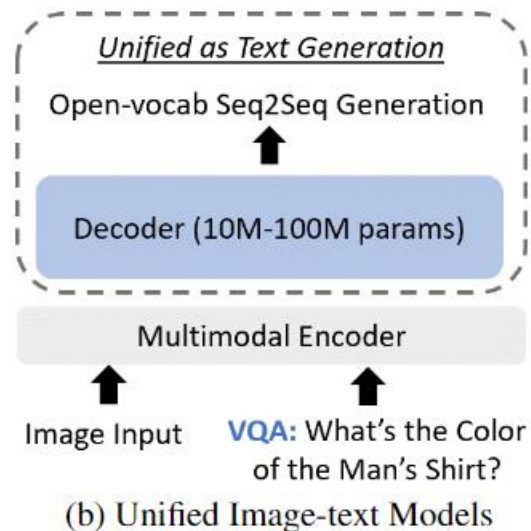 Unified as Text Generation
Open-vocab Seq2Seq Generation
Decoder (10M-100M params)
Multimodal Encoder
Image Input
VQA: What's the Color
of the Man's Shirt?
(b) Unified Image-text Models